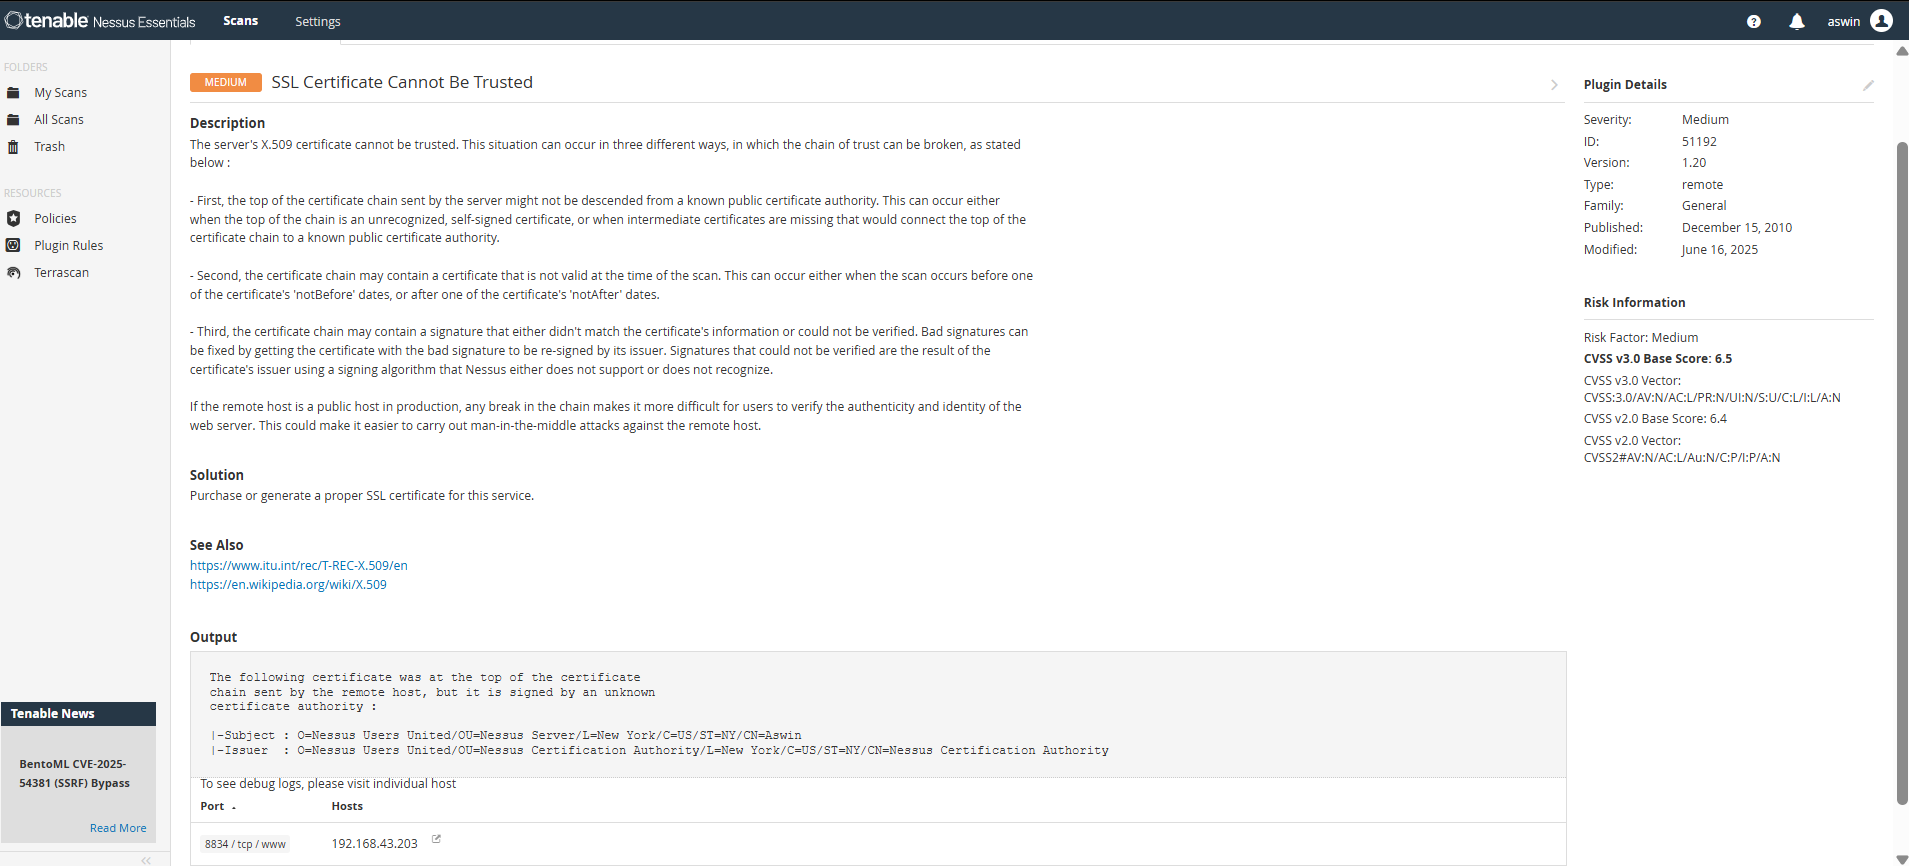 tenable Nessus Essentials
Scans
Settings
?
aswin
FOLDERS
My Scans
All Scans
Trash
RESOURCES
Policies
Plugin Rules
Terrascan
Tenable News
BentoML CVE-2025-
54381 (SSRF) Bypass
Read More
MEDIUM
SSL Certificate Cannot Be Trusted
Description
The server's X.509 certificate cannot be trusted. This situation can occur in three different ways, in which the chain of trust can be broken, as stated
below :
- First, the top of the certificate chain sent by the server might not be descended from a known public certificate authority. This can occur either
when the top of the chain is an unrecognized, self-signed certificate, or when intermediate certificates are missing that would connect the top of the
certificate chain to a known public certificate authority.
- Second, the certificate chain may contain a certificate that is not valid at the time of the scan. This can occur either when the scan occurs before one
of the certificate's 'notBefore' dates, or after one of the certificate's 'notAfter' dates.
- Third, the certificate chain may contain a signature that either didn't match the certificate's information or could not be verified. Bad signatures can
be fixed by getting the certificate with the bad signature to be re-signed by its issuer. Signatures that could not be verified are the result of the
certificate's issuer using a signing algorithm that Nessus either does not support or does not recognize.
If the remote host is a public host in production, any break in the chain makes it more difficult for users to verify the authenticity and identity of the
web server. This could make it easier to carry out man-in-the-middle attacks against the remote host.
Solution
Purchase or generate a proper SSL certificate for this service.
See Also
https://www.itu.int/rec/T-REC-X.509/en
https://en.wikipedia.org/wiki/X.509
Output
The following certificate was at the top of the certificate
chain sent by the remote host, but it is signed by an unknown
certificate authority :
|-Subject : O=Nessus Users United/OU=Nessus Server/L=New York/C=US/ST=NY/CN=Aswin
|-Issuer  : O=Nessus Users United/OU=Nessus Certification Authority/L=New York/C=US/ST=NY/CN=Nessus Certification Authority
To see debug logs, please visit individual host
Port Hosts
8834 / tcp / www 192.168.43.203
Plugin Details
Severity: Medium
ID: 51192
Version: 1.20
Type: remote
Family: General
Published: December 15, 2010
Modified: June 16, 2025
Risk Information
Risk Factor: Medium
CVSS v3.0 Base Score: 6.5
CVSS v3.0 Vector:
CVSS:3.0/AV:N/AC:L/PR:N/UI:N/S:U/C:L/I:L/A:N
CVSS v2.0 Base Score: 6.4
CVSS v2.0 Vector:
CVSS2#AV:N/AC:L/Au:N/C:P/I:P/A:N